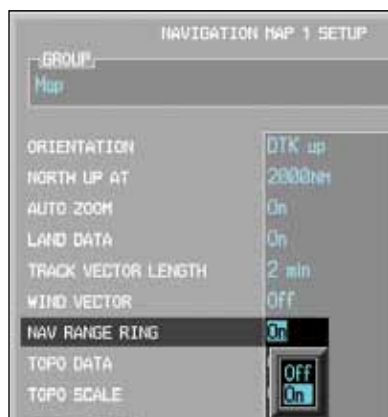 NAVIGATION MAP 1 SETUP
GROUP
Map
ORIENTATION DTK up
NORTH UP AT 2000NM
AUTO ZOOM On
LAND DATA On
TRACK VECTOR LENGTH 2 min
WIND VECTOR Off
NAV RANGE RING On
TOPO DATA Off
TOPO SCALE On